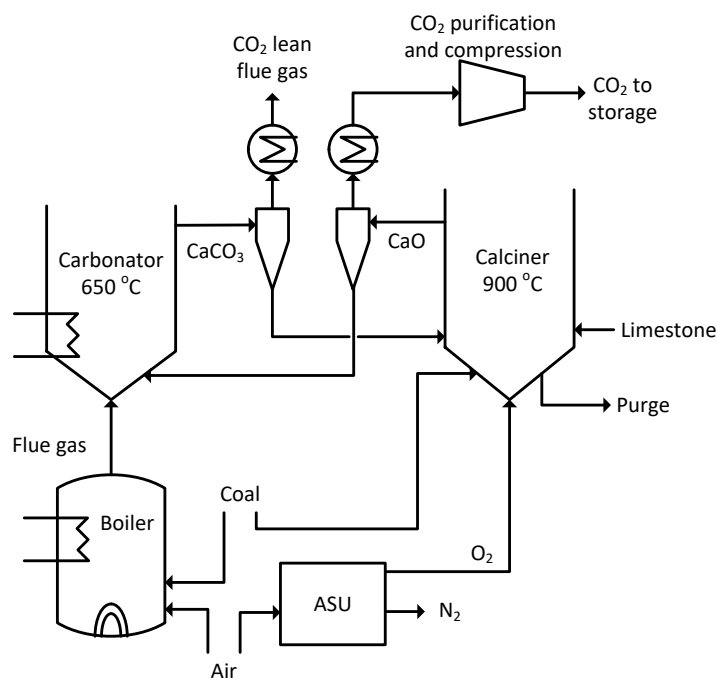 CO₂ purification
and compression
CO₂ lean
flue gas
CO₂ to
storage
CaCO₃
CaO
Carbonator
650 °C
Calciner
900 °C
Limestone
Purge
Flue gas
Coal
Boiler
O₂
ASU
N₂
Air